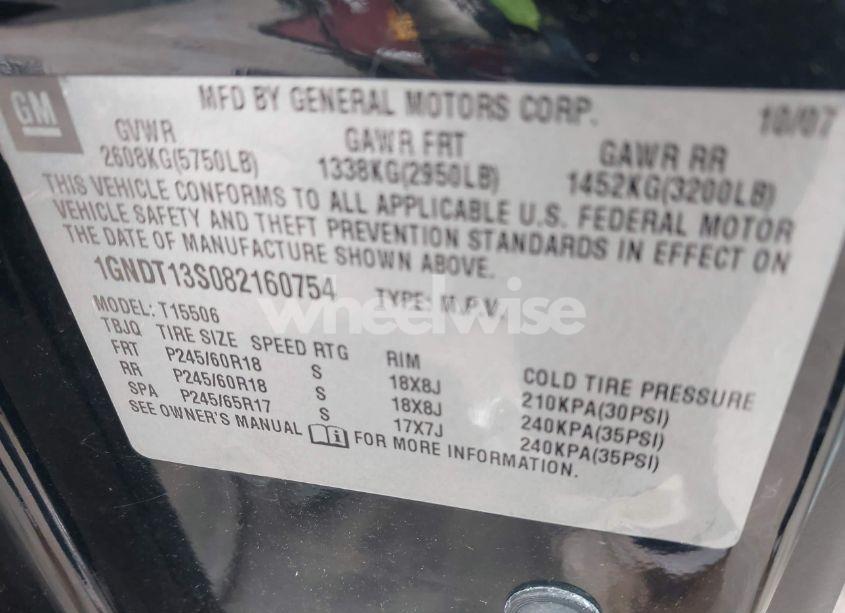 GM
MFD BY GENERAL MOTORS CORP. 10/07
GVWR GAWR FRT GAWR RR
2608KG(5750LB) 1338KG(2950LB) 1452KG(3200LB)
THIS VEHICLE CONFORMS TO ALL APPLICABLE U.S. FEDERAL MOTOR
VEHICLE SAFETY AND THEFT PREVENTION STANDARDS IN EFFECT ON
THE DATE OF MANUFACTURE SHOWN ABOVE.
1GNDT13S082160754 TYPE: M.P.V.
wheelwise
MODEL: T15506
TBJQ TIRE SIZE SPEED RTG RIM COLD TIRE PRESSURE
FRT P245/60R18 S 18X8J 210KPA(30PSI)
RR P245/60R18 S 18X8J 240KPA(35PSI)
SPA P245/65R17 S 17X7J 240KPA(35PSI)
SEE OWNER'S MANUAL FOR MORE INFORMATION.